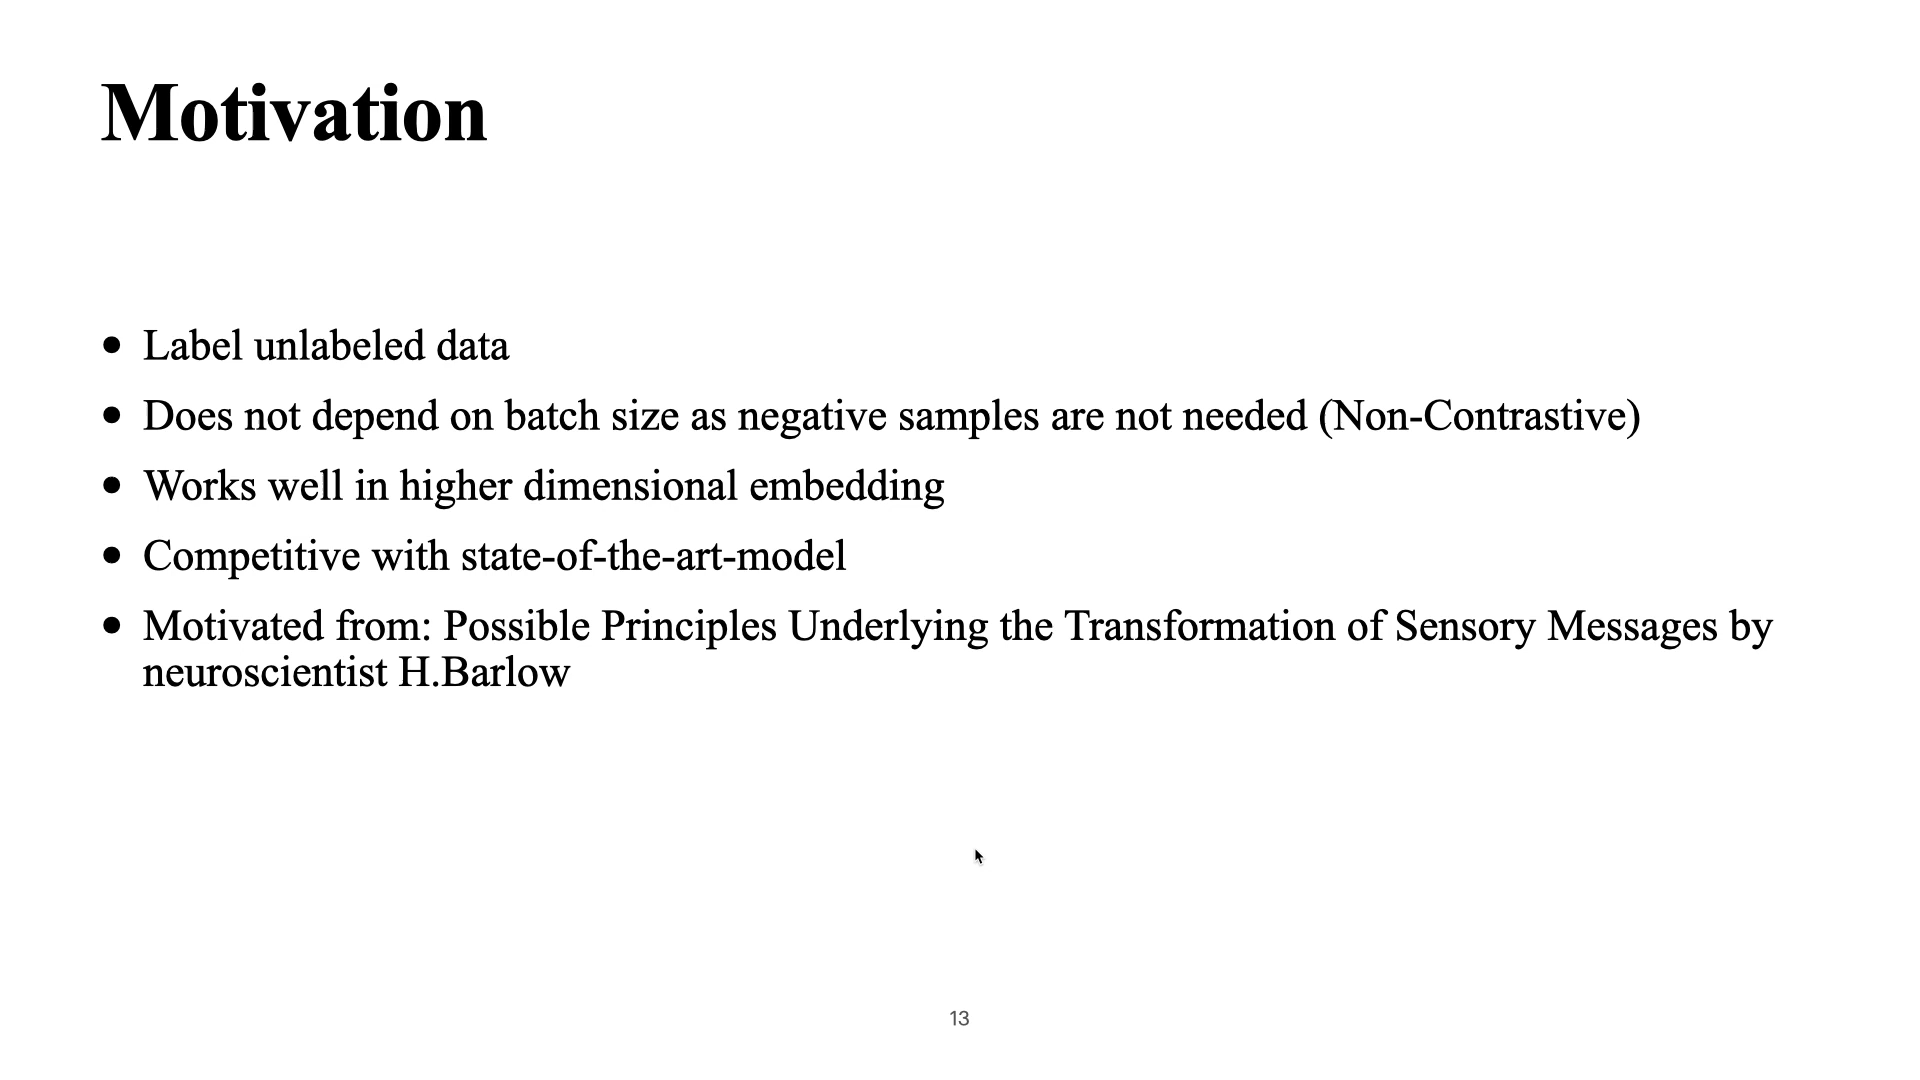 Motivation
• Label unlabeled data
• Does not depend on batch size as negative samples are not needed (Non-Contrastive)
• Works well in higher dimensional embedding
• Competitive with state-of-the-art-model
• Motivated from: Possible Principles Underlying the Transformation of Sensory Messages by
neuroscientist H.Barlow
13